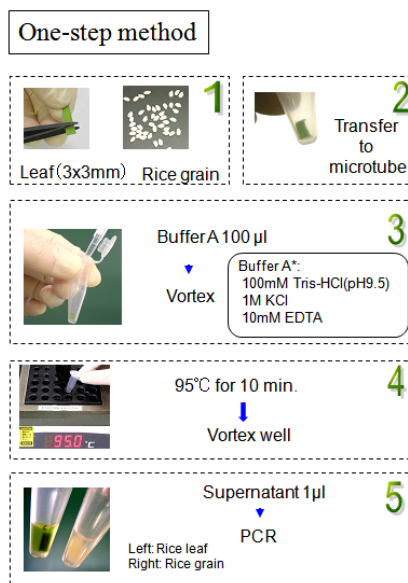 One-step method
1
Leaf(3x3mm) Rice grain
2
Transfer
to
microtube
3
Buffer A 100 µl
Vortex
Buffer A*:
100mM Tris-HCl(pH9.5)
1M KCl
10mM EDTA
4
95℃ for 10 min.
Vortex well
95.0 ℃
5
Supernatant 1µl
PCR
Left: Rice leaf
Right: Rice grain